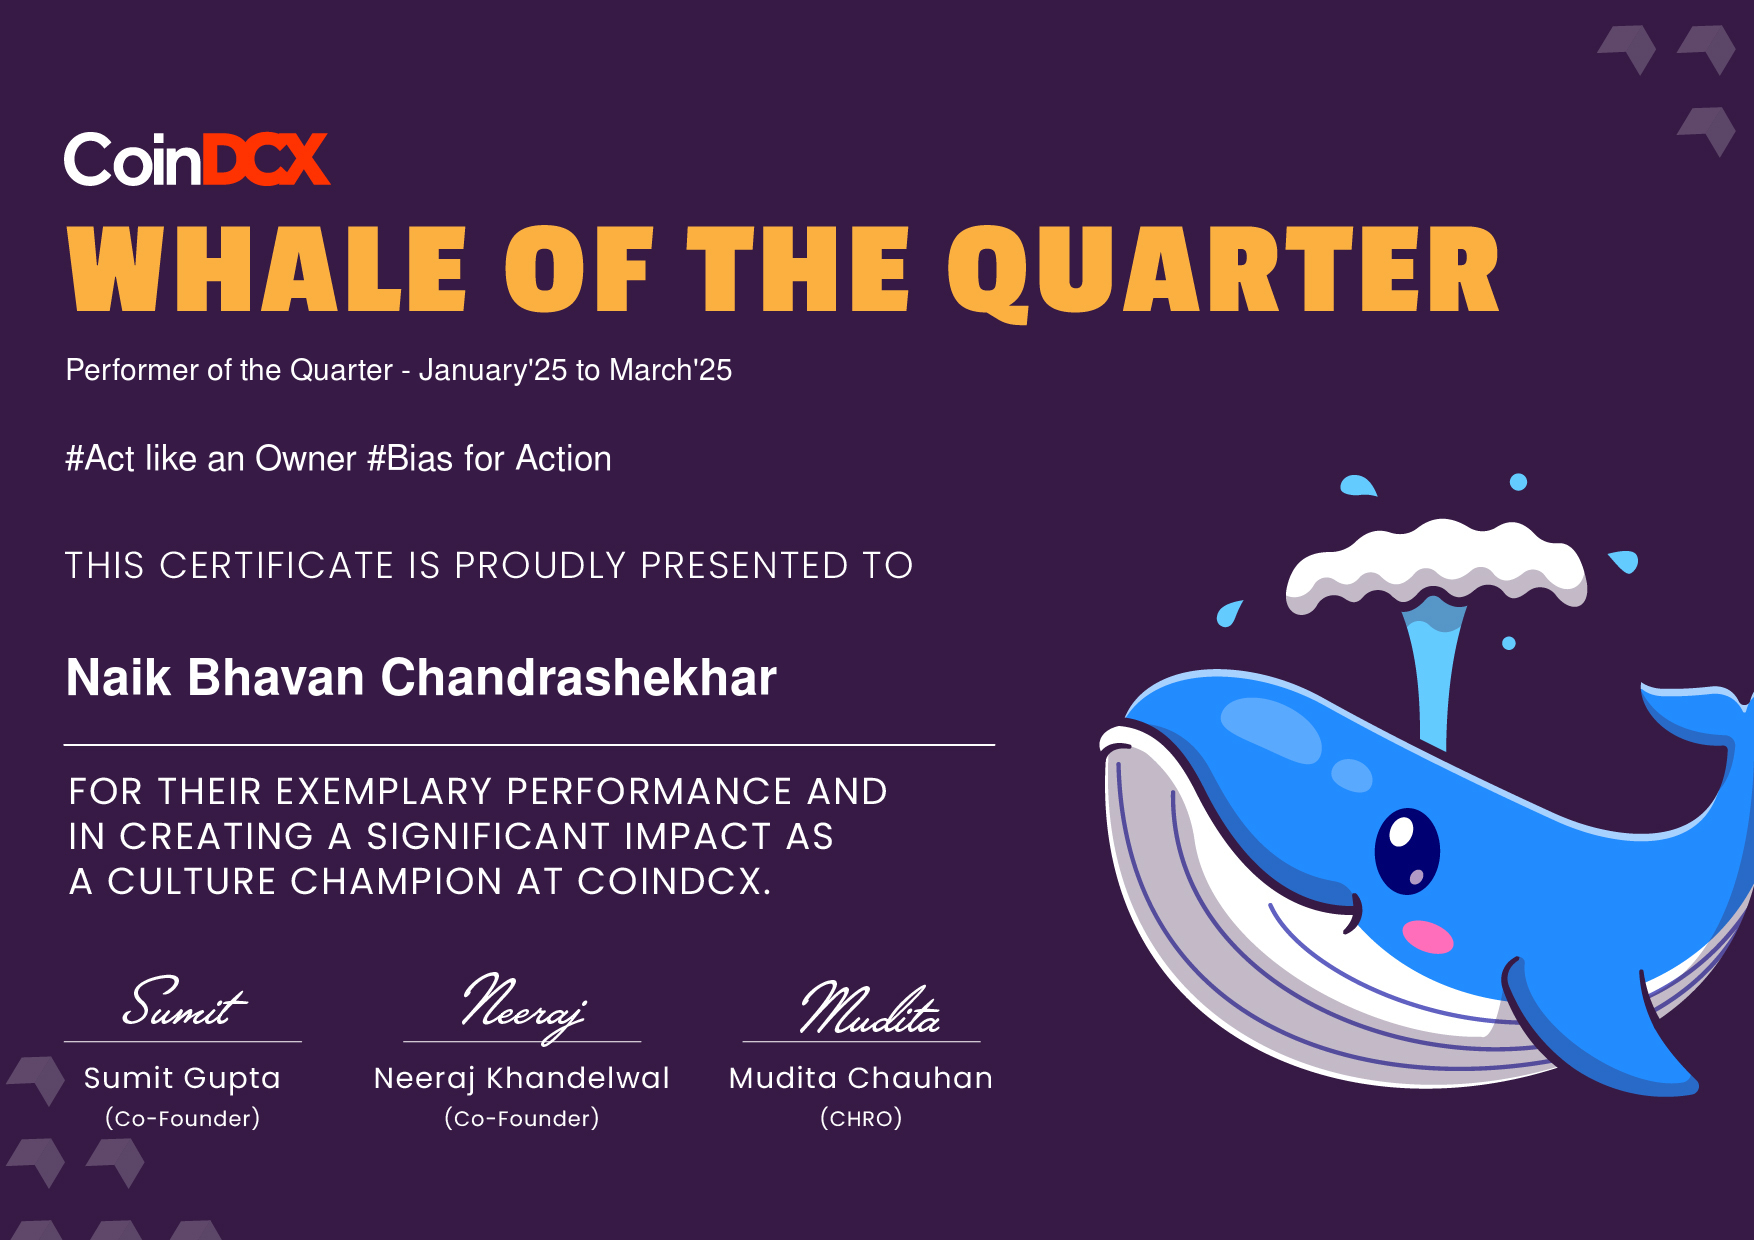 CoinDCX
WHALE OF THE QUARTER
Performer of the Quarter - January'25 to March'25
#Act like an Owner #Bias for Action
THIS CERTIFICATE IS PROUDLY PRESENTED TO
Naik Bhavan Chandrashekhar
FOR THEIR EXEMPLARY PERFORMANCE AND
IN CREATING A SIGNIFICANT IMPACT AS
A CULTURE CHAMPION AT COINDCX.
Sumit Neeraj Mudita
Sumit Gupta Neeraj Khandelwal Mudita Chauhan
(Co-Founder) (Co-Founder) (CHRO)